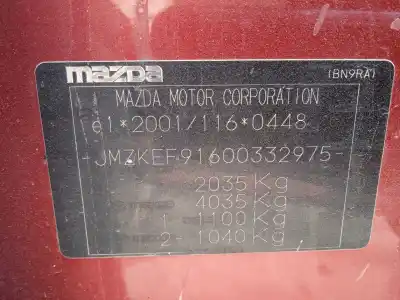 mazda
(BN9RA)
MAZDA MOTOR CORPORATION
e1*2001/116*0448
-JMZKEF91600332975-
2035 Kg
4035 Kg
1- 1100 Kg
2- 1040 Kg